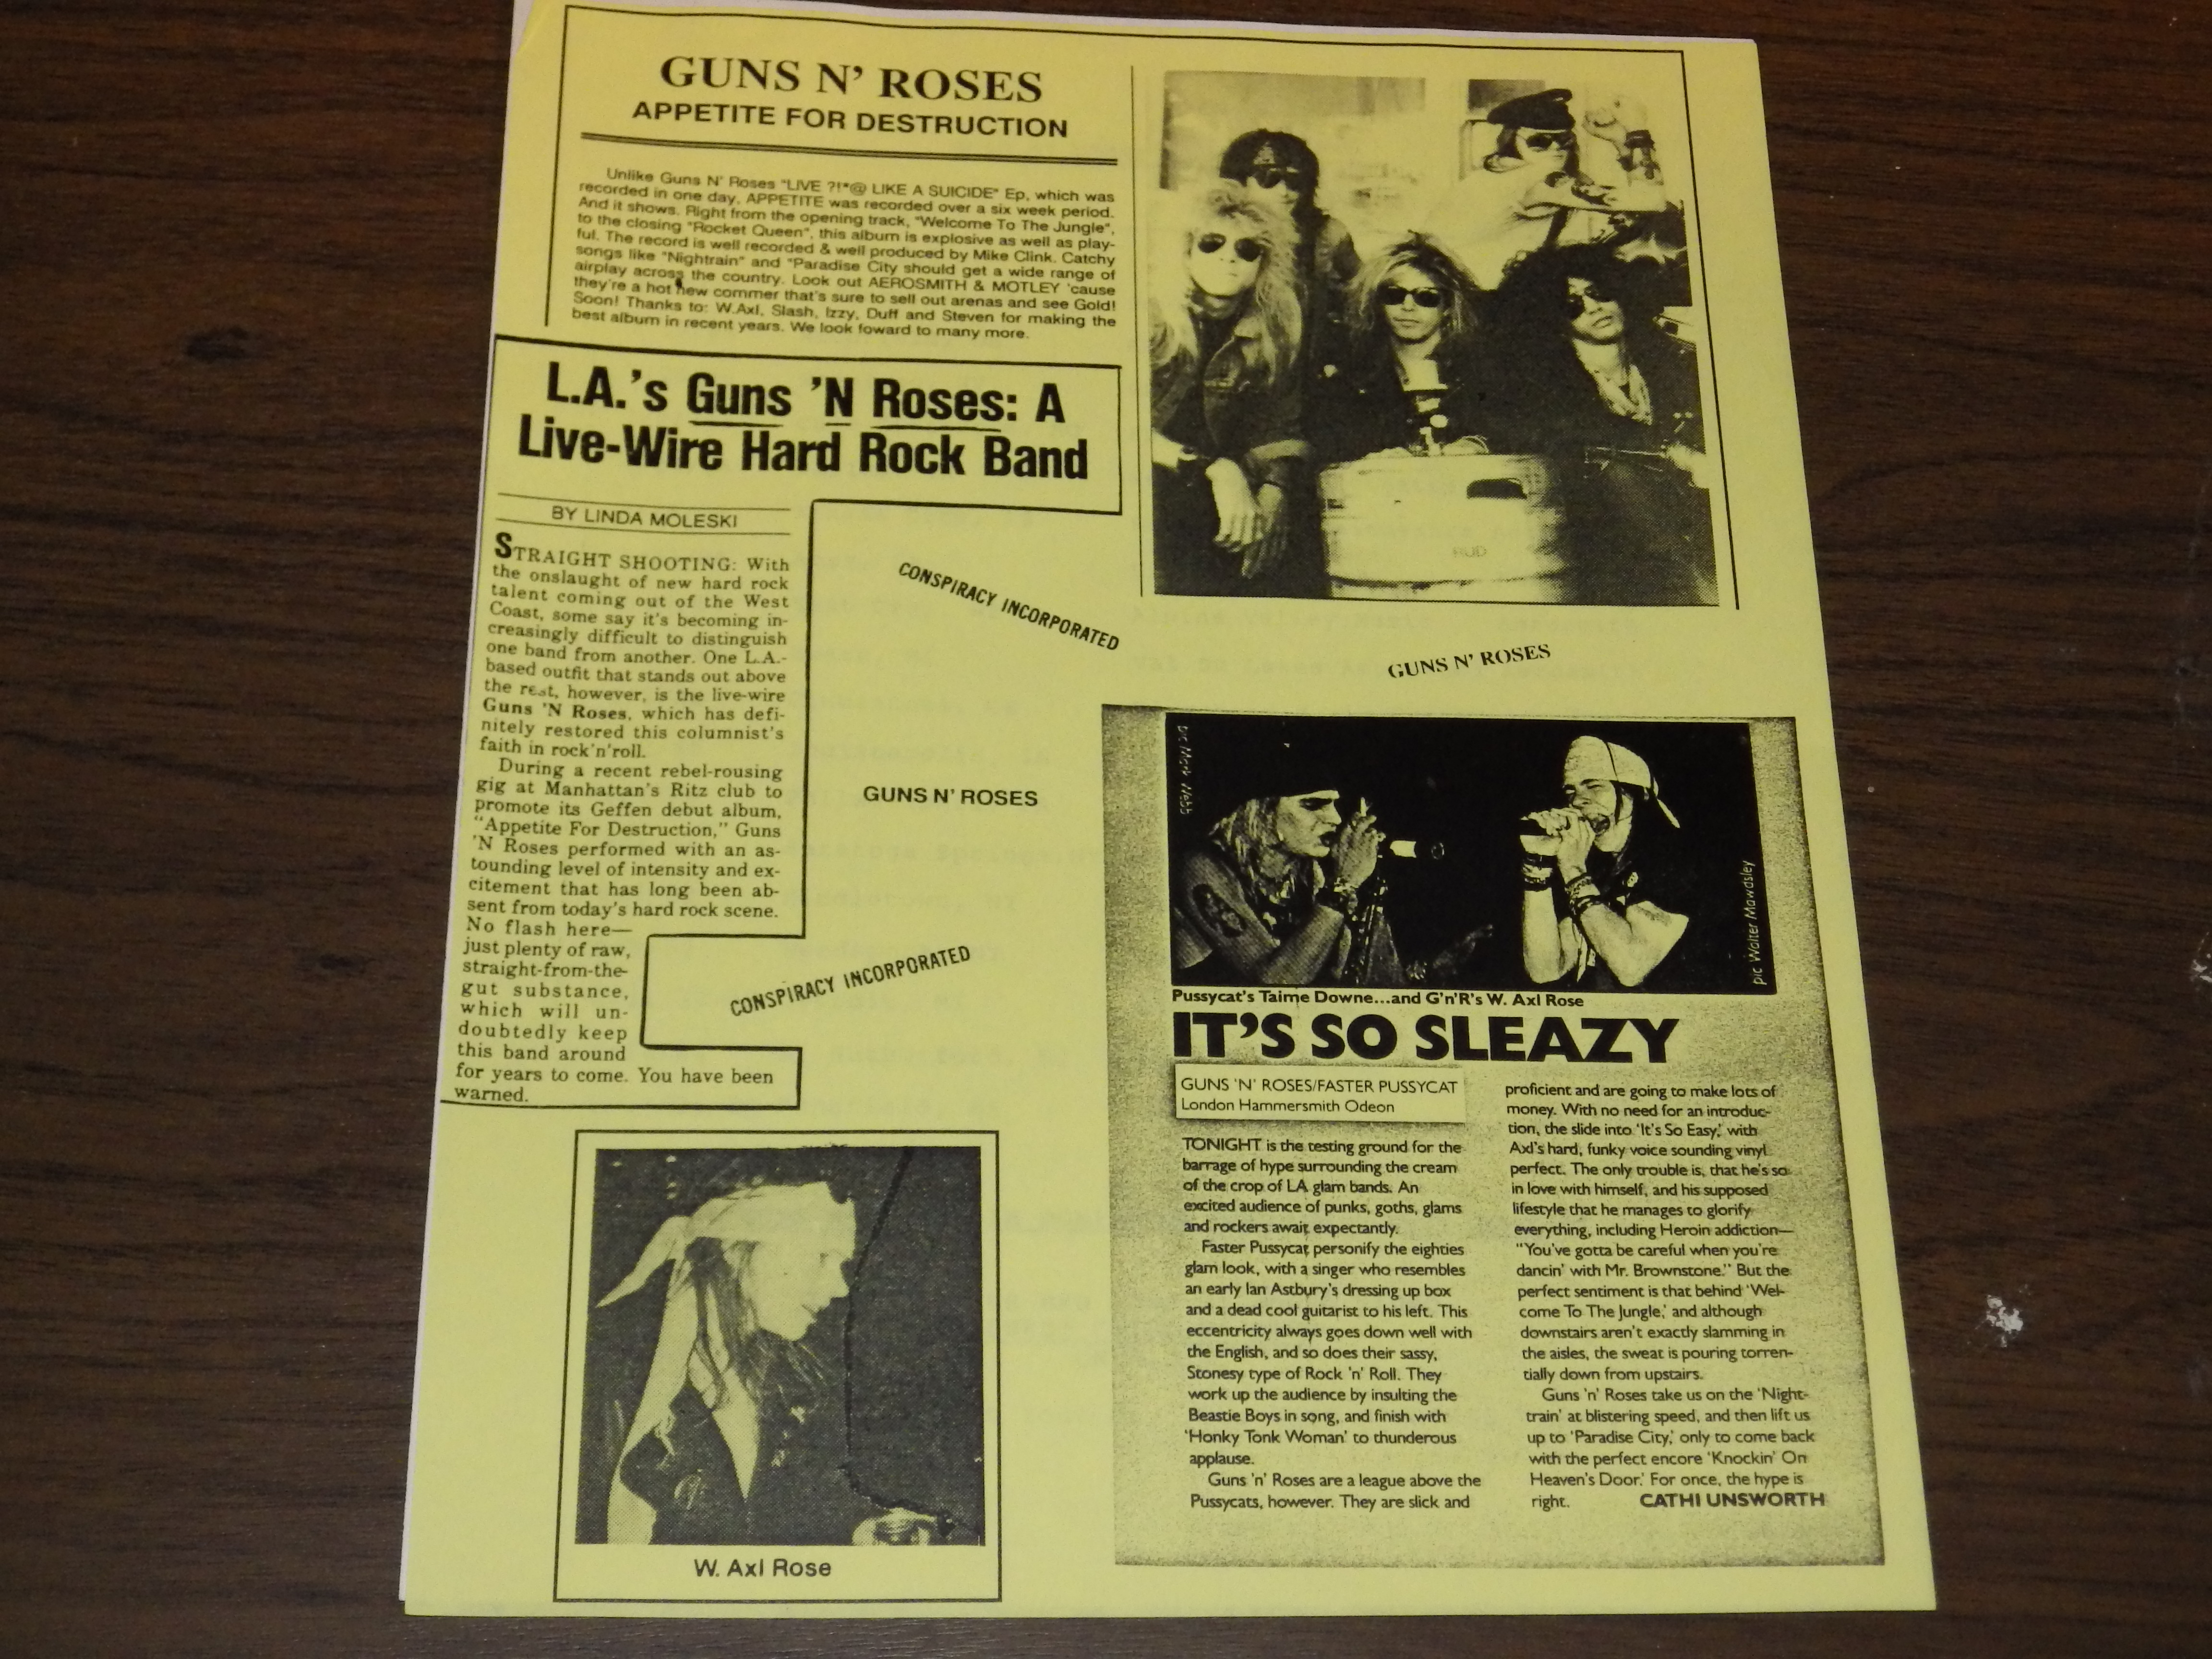 GUNS N' ROSES
APPETITE FOR DESTRUCTION
Unlike Guns N' Roses "LIVE ?!*@ LIKE A SUICIDE" Ep, which was
recorded in one day, APPETITE was recorded over a six week period.
And it shows. Right from the opening track, "Welcome To The Jungle",
to the closing "Rocket Queen", this album is explosive as well as play-
ful. The record is well recorded & well produced by Mike Clink. Catchy
songs like "Nightrain" and "Paradise City should get a wide range of
airplay across the country. Look out AEROSMITH & MOTLEY 'cause
they're a hot new commer that's sure to sell out arenas and see Gold!
Soon! Thanks to: W.Axl, Slash, Izzy, Duff and Steven for making the
best album in recent years. We look foward to many more.
L.A.'s Guns 'N Roses: A
Live-Wire Hard Rock Band
BY LINDA MOLESKI
STRAIGHT SHOOTING: With
the onslaught of new hard rock
talent coming out of the West
Coast, some say it's becoming in-
creasingly difficult to distinguish
one band from another. One L.A.-
based outfit that stands out above
the rest, however, is the live-wire
Guns 'N Roses, which has defi-
nitely restored this columnist's
faith in rock'n'roll.
During a recent rebel-rousing
gig at Manhattan's Ritz club to
promote its Geffen debut album,
"Appetite For Destruction," Guns
'N Roses performed with an as-
tounding level of intensity and ex-
citement that has long been ab-
sent from today's hard rock scene.
No flash here—
just plenty of raw,
straight-from-the-
gut substance,
which will un-
doubtedly keep
this band around
for years to come. You have been
warned.
CONSPIRACY INCORPORATED
GUNS N' ROSES
GUNS N' ROSES
CONSPIRACY INCORPORATED
W. Axl Rose
pic Mark Webb
pic Walter Mawdsley
Pussycat's Taime Downe...and G'n'R's W. Axl Rose
IT'S SO SLEAZY
GUNS 'N' ROSES/FASTER PUSSYCAT
London Hammersmith Odeon
TONIGHT is the testing ground for the
barrage of hype surrounding the cream
of the crop of LA glam bands. An
excited audience of punks, goths, glams
and rockers await expectantly.
Faster Pussycat personify the eighties
glam look, with a singer who resembles
an early Ian Astbury's dressing up box
and a dead cool guitarist to his left. This
eccentricity always goes down well with
the English, and so does their sassy,
Stonesy type of Rock 'n' Roll. They
work up the audience by insulting the
Beastie Boys in song, and finish with
'Honky Tonk Woman' to thunderous
applause.
Guns 'n' Roses are a league above the
Pussycats, however. They are slick and
proficient and are going to make lots of
money. With no need for an introduc-
tion, the slide into 'It's So Easy,' with
Axl's hard, funky voice sounding vinyl
perfect. The only trouble is, that he's so
in love with himself, and his supposed
lifestyle that he manages to glorify
everything, including Heroin addiction—
"You've gotta be careful when you're
dancin' with Mr. Brownstone." But the
perfect sentiment is that behind 'Wel-
come To The Jungle,' and although
downstairs aren't exactly slamming in
the aisles, the sweat is pouring torren-
tially down from upstairs.
Guns 'n' Roses take us on the 'Night-
train' at blistering speed, and then lift us
up to 'Paradise City,' only to come back
with the perfect encore 'Knockin' On
Heaven's Door.' For once, the hype is
right. CATHI UNSWORTH